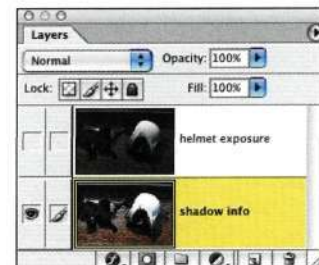 Layers
Normal
Opacity: 100%
Lock:
Fill: 100%
helmet exposure
shadow info